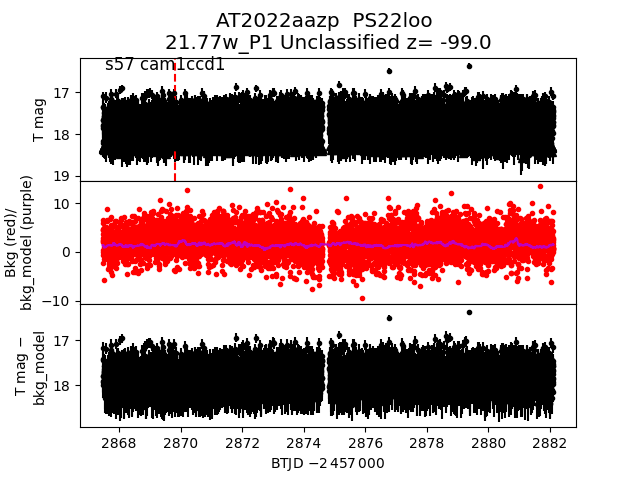 AT2022aazp  PS22loo
21.77w_P1 Unclassified z= -99.0
s57 cam1ccd1
17
18
19
T mag
10
0
−10
Bkg (red)/
bkg_model (purple)
17
18
T mag −
bkg_model
2868 2870 2872 2874 2876 2878 2880 2882
BTJD −2 457 000